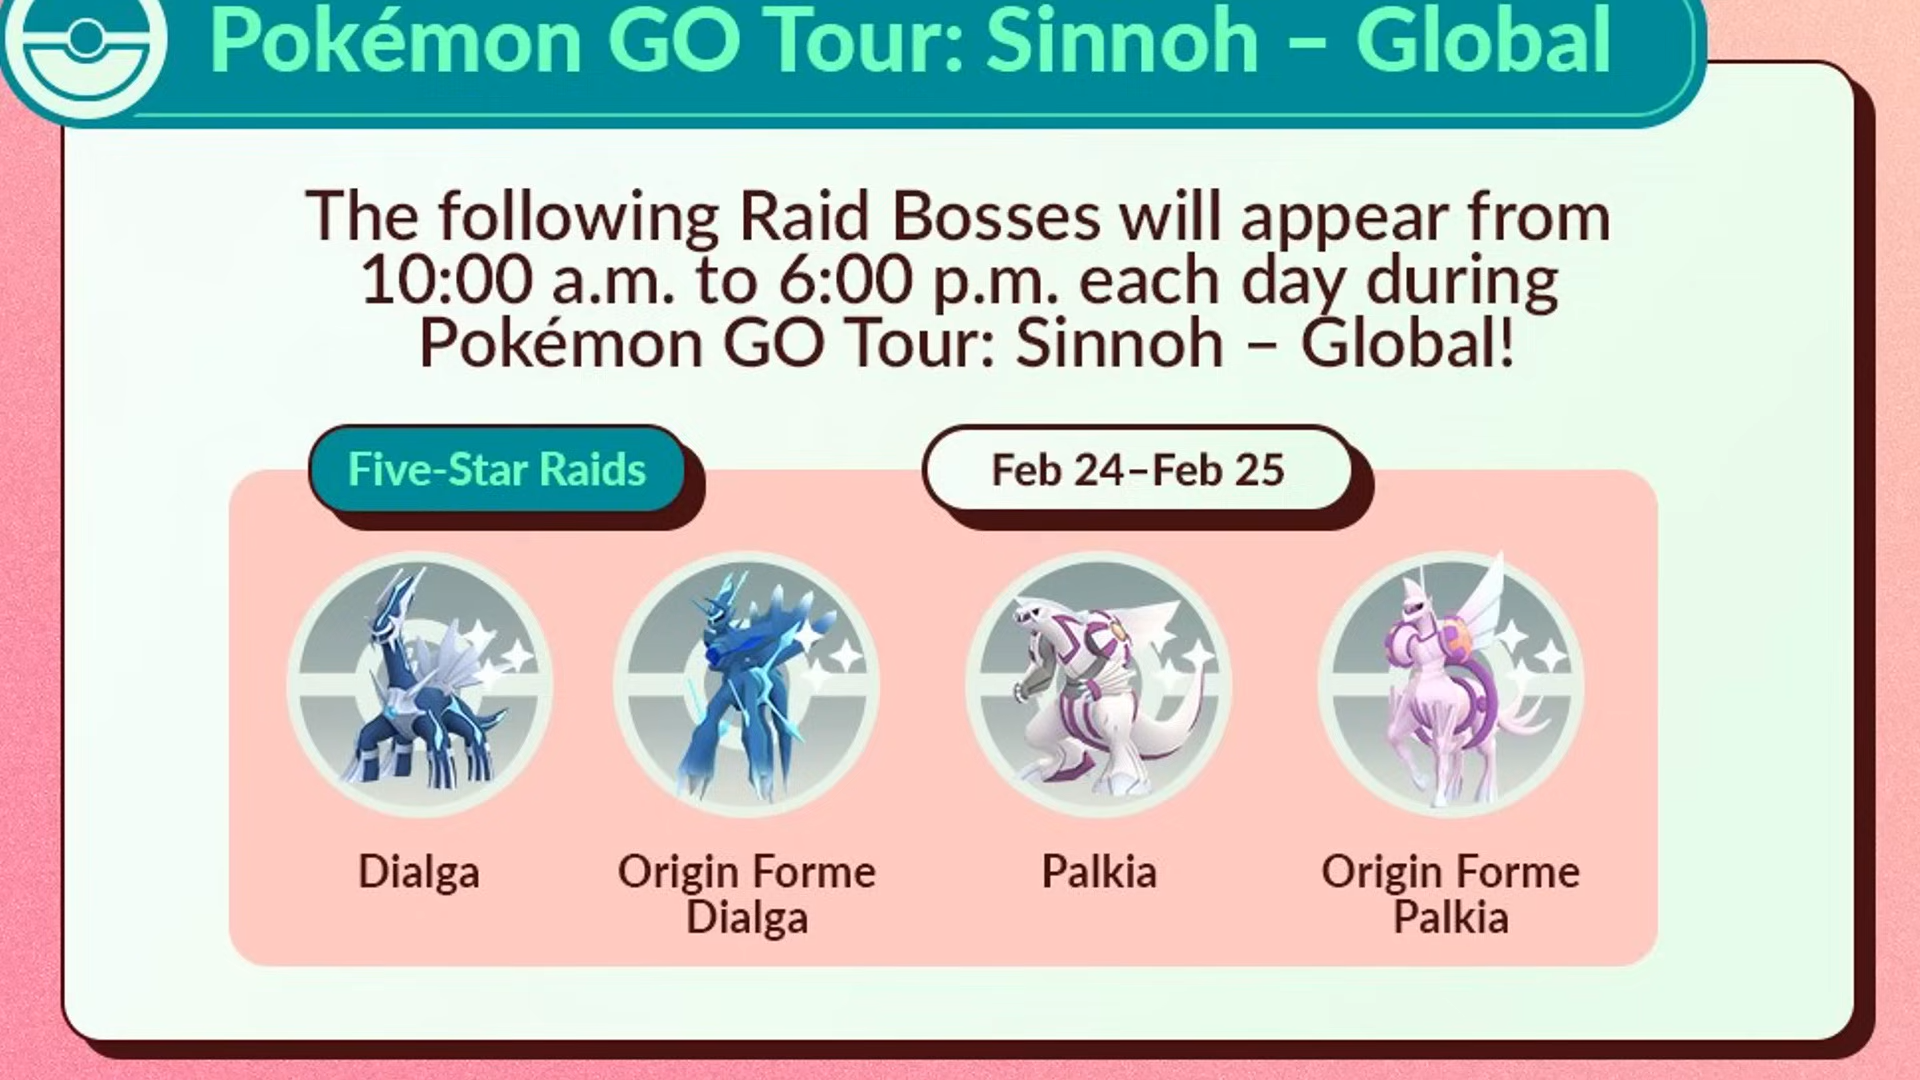 Pokémon GO Tour: Sinnoh – Global
The following Raid Bosses will appear from
10:00 a.m. to 6:00 p.m. each day during
Pokémon GO Tour: Sinnoh – Global!
Five-Star Raids
Feb 24–Feb 25
Dialga
Origin Forme
Dialga
Palkia
Origin Forme
Palkia